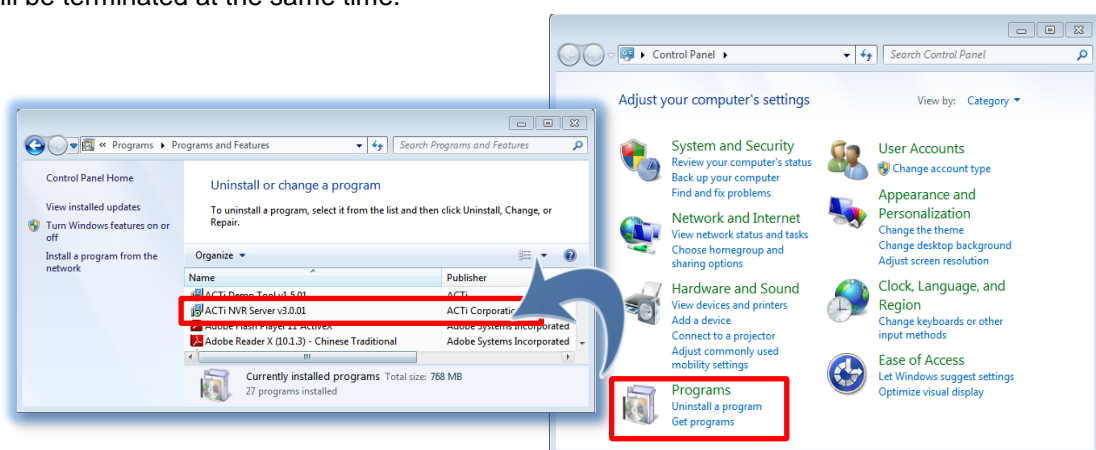 ll be terminated at the same time.
Control Panel
Search Control Panel
Adjust your computer's settings
View by: Category
System and Security
Review your computer's status
Back up your computer
Find and fix problems
Network and Internet
View network status and tasks
Choose homegroup and
sharing options
Hardware and Sound
View devices and printers
Add a device
Connect to a projector
Adjust commonly used
mobility settings
Programs
Uninstall a program
Get programs
User Accounts
Change account type
Appearance and
Personalization
Change the theme
Change desktop background
Adjust screen resolution
Clock, Language, and
Region
Change keyboards or other
input methods
Ease of Access
Let Windows suggest settings
Optimize visual display
« Programs Programs and Features
Search Programs and Features
Control Panel Home
View installed updates
Turn Windows features on or
off
Install a program from the
network
Uninstall or change a program
To uninstall a program, select it from the list and then click Uninstall, Change, or
Repair.
Organize
Name Publisher
ACTi Demo Tool v1.5.01 ACTi
ACTi NVR Server v3.0.01 ACTi Corporatic
Adobe Flash Player 11 ActiveX Adobe Systems Incorporated
Adobe Reader X (10.1.3) - Chinese Traditional Adobe Systems Incorporated
Currently installed programs Total size: 768 MB
27 programs installed